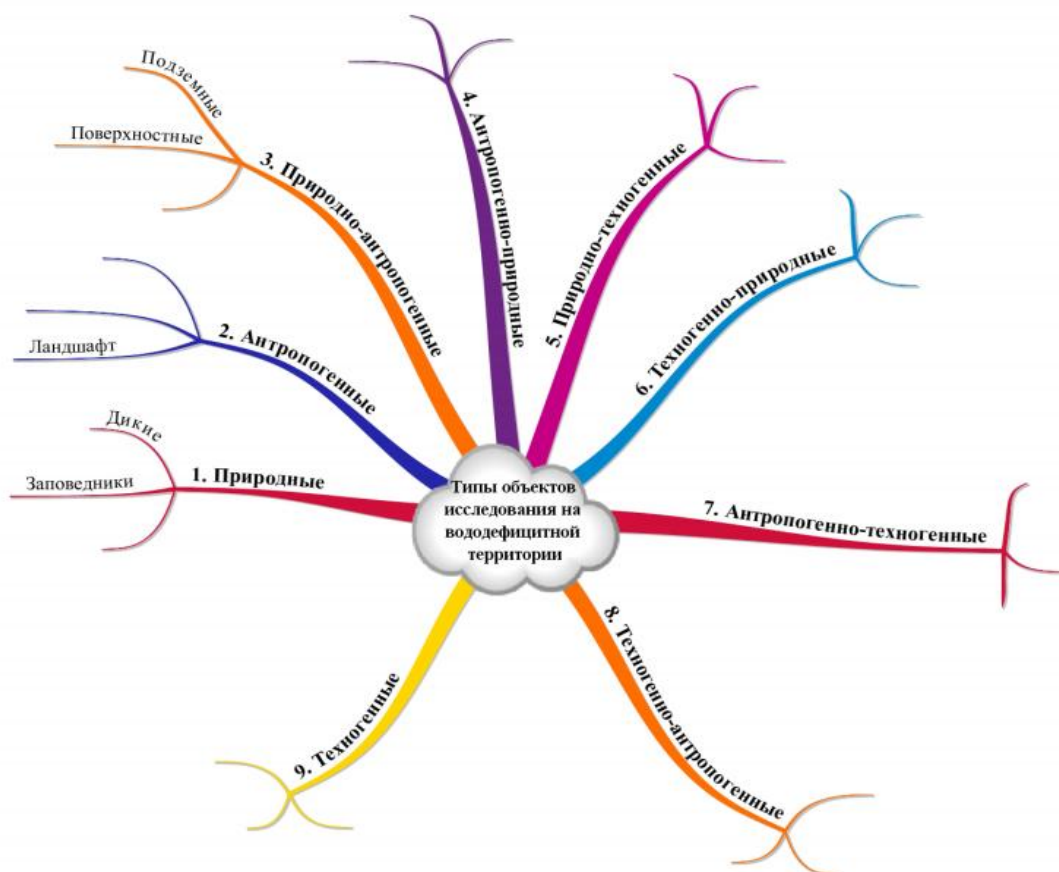 Типы объектов
исследования на
вододефицитной
территории
1. Природные
Дикие
Заповедники
2. Антропогенные
Ландшафт
3. Природно-антропогенные
Подземные
Поверхностные
4. Антропогенно-природные
5. Природно-техногенные
6. Техногенно-природные
7. Антропогенно-техногенные
8. Техногенно-антропогенные
9. Техногенные